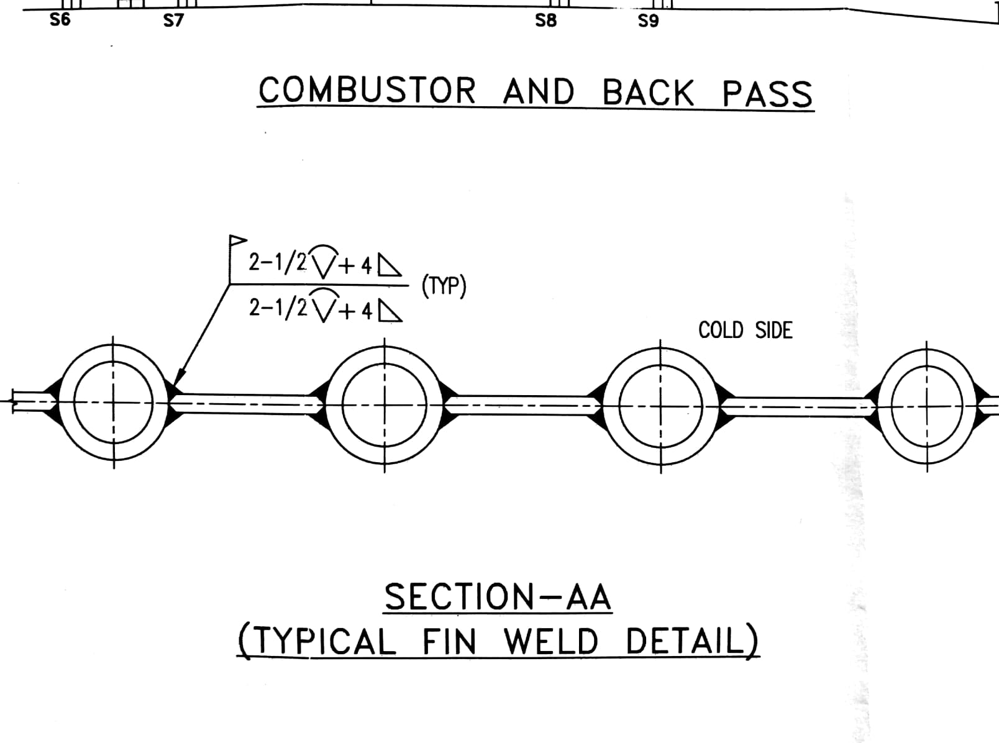 S6 S7 S8 S9
COMBUSTOR AND BACK PASS
2-1/2 + 4
(TYP)
2-1/2 + 4
COLD SIDE
SECTION-AA
(TYPICAL FIN WELD DETAIL)